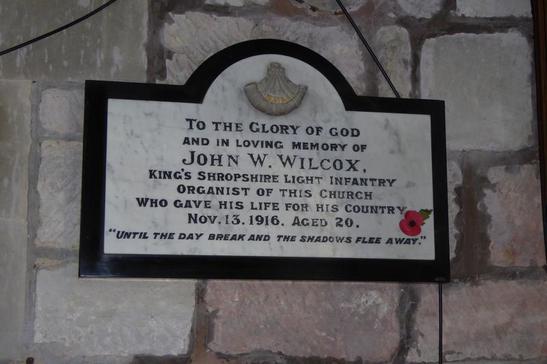 TO THE GLORY OF GOD
AND IN LOVING MEMORY OF
JOHN W. WILCOX,
KING'S SHROPSHIRE LIGHT INFANTRY
ORGANIST OF THIS CHURCH
WHO GAVE HIS LIFE FOR HIS COUNTRY
NOV. 13. 1916. AGED 20.
"UNTIL THE DAY BREAK AND THE SHADOWS FLEE AWAY."